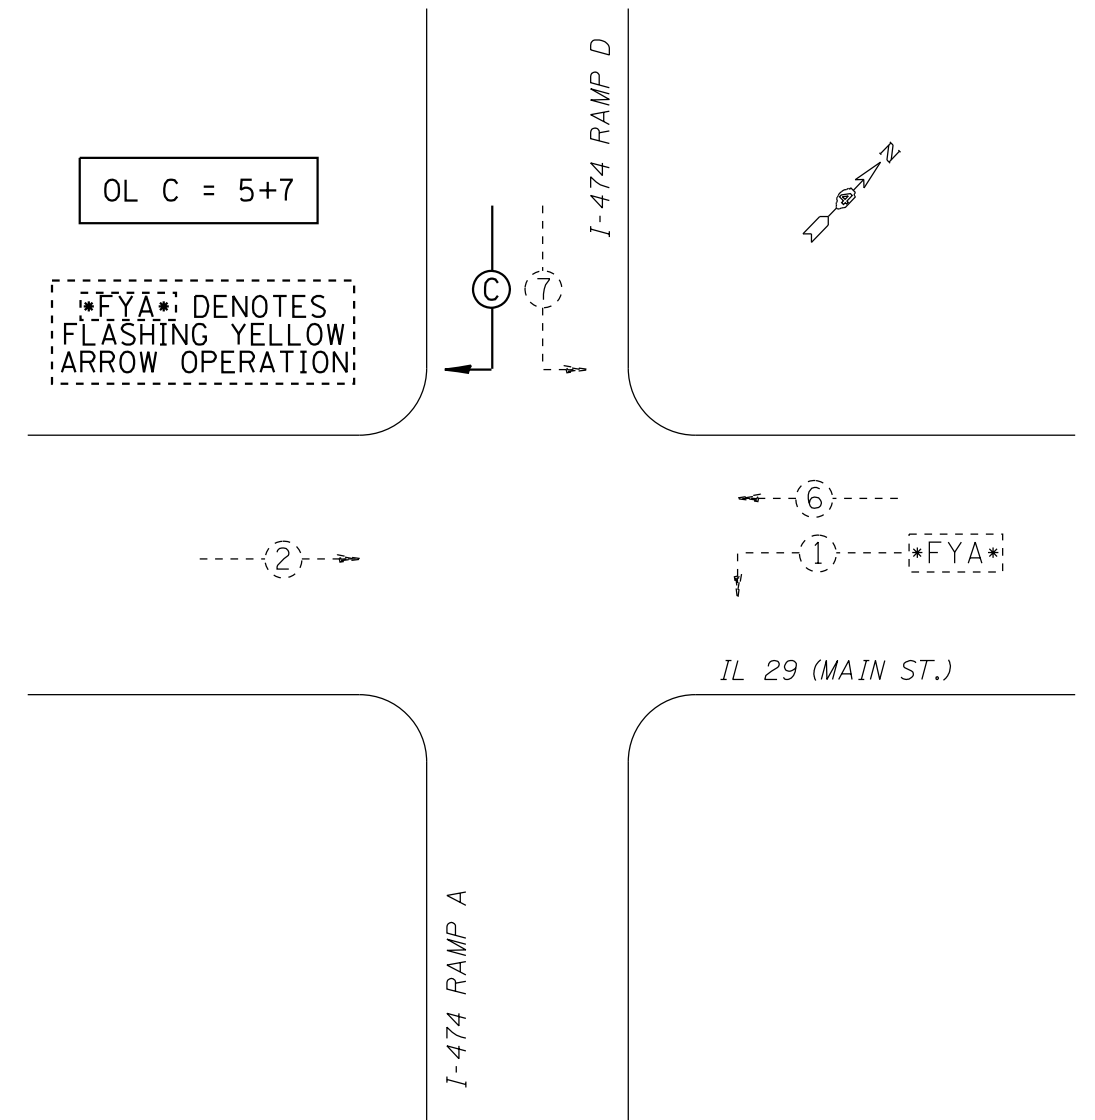 I-474 RAMP D
OL C = 5+7
N
4
*FYA* DENOTES
FLASHING YELLOW
ARROW OPERATION
C
7
6
2
1
*FYA*
IL 29 (MAIN ST.)
I-474 RAMP A